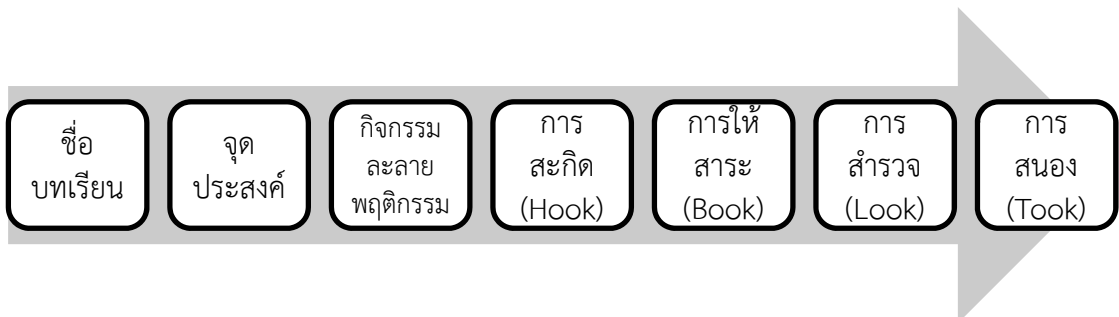 ชื่อ
บทเรียน
จุด
ประสงค์
กิจกรรม
ละลาย
พฤติกรรม
การ
สะกิด
(Hook)
การให้
สาระ
(Book)
การ
สำรวจ
(Look)
การ
สนอง
(Took)